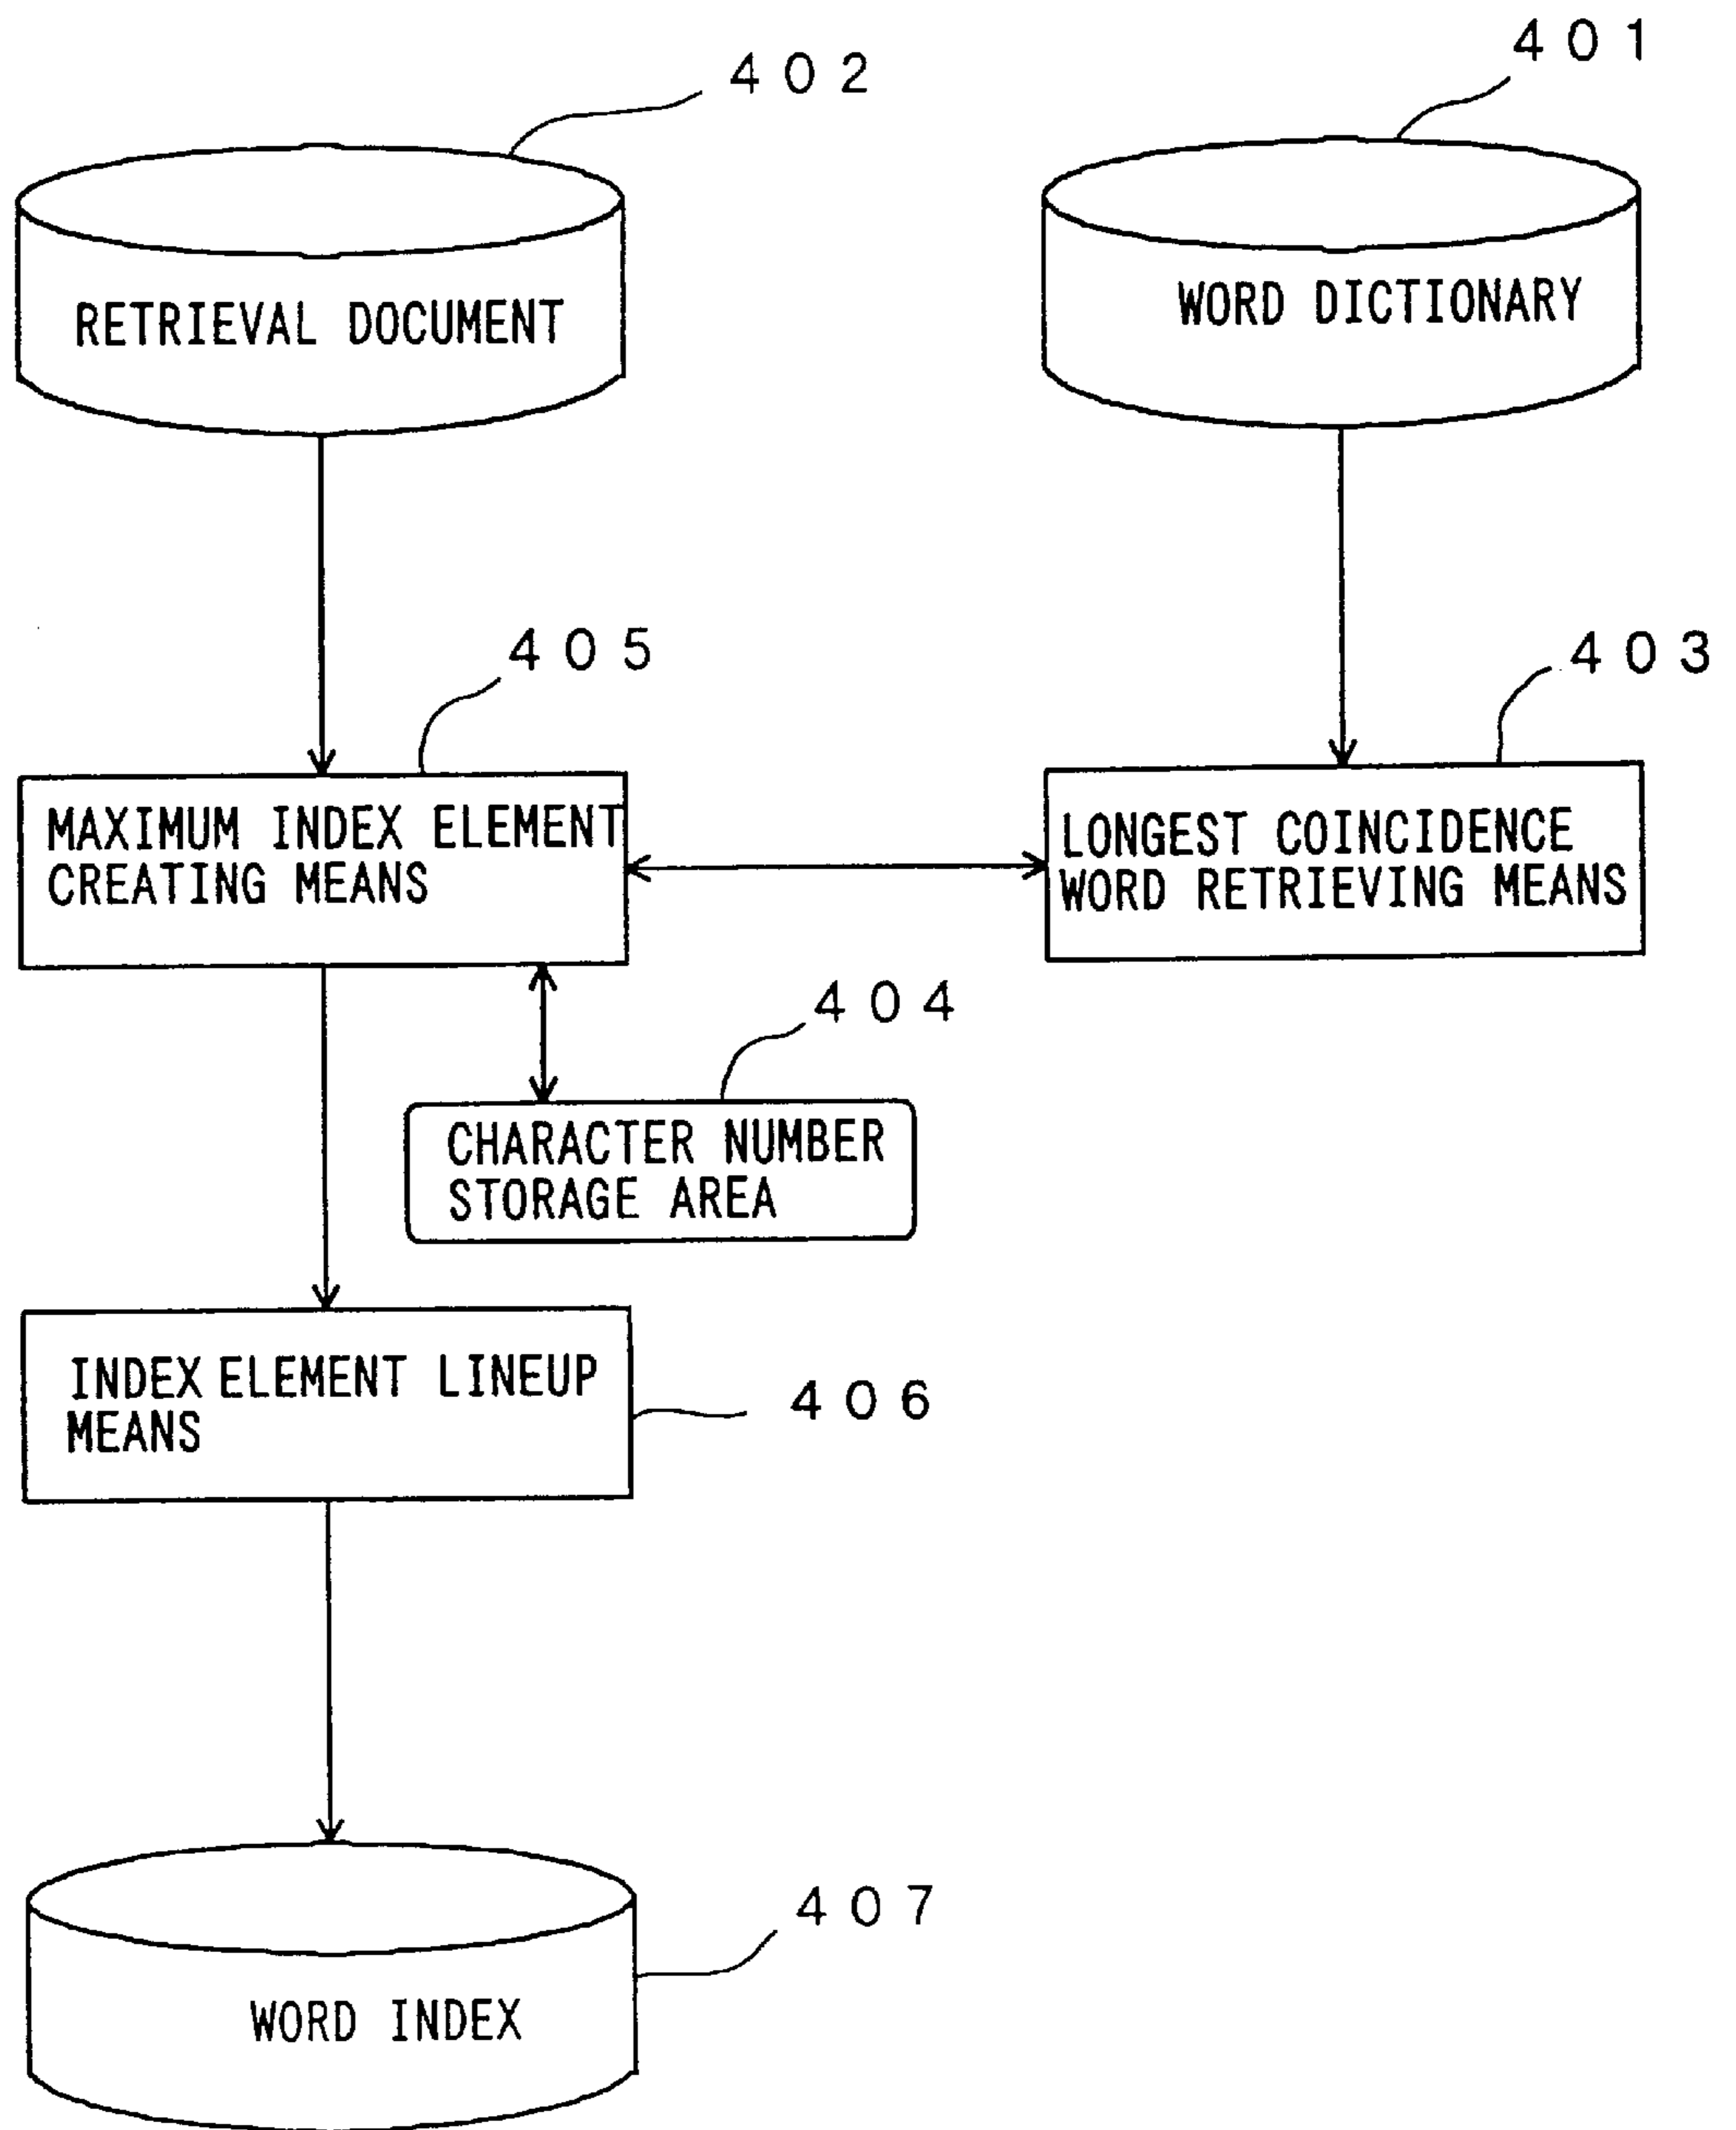 402
401
RETRIEVAL DOCUMENT
WORD DICTIONARY
405
403
MAXIMUM INDEX ELEMENT
CREATING MEANS
LONGEST COINCIDENCE
WORD RETRIEVING MEANS
404
CHARACTER NUMBER
STORAGE AREA
INDEX ELEMENT LINEUP
MEANS
406
407
WORD INDEX